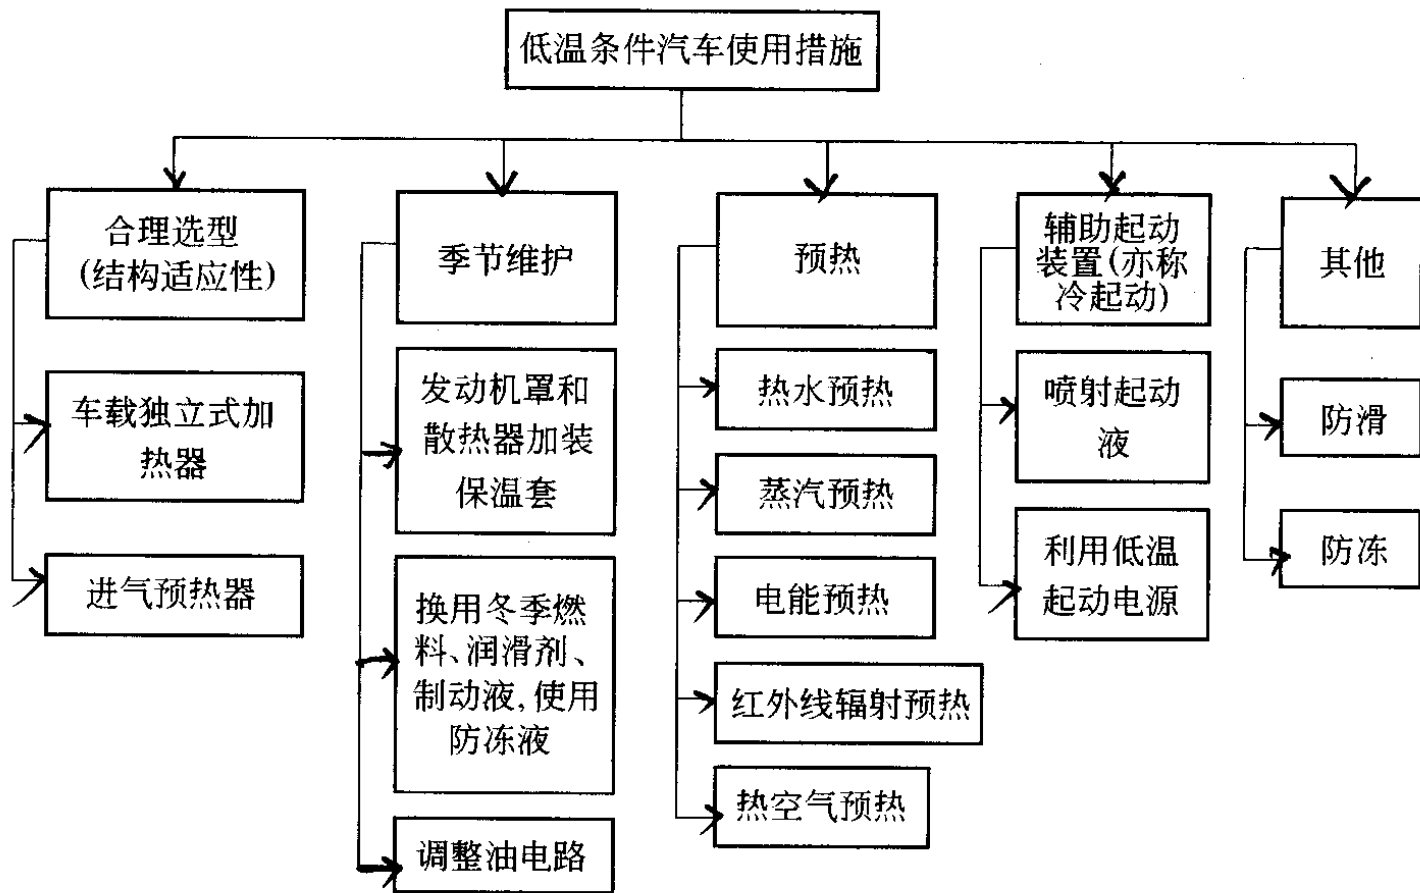 低温条件汽车使用措施
合理选型
(结构适应性)
车载独立式加
热器
进气预热器
季节维护
发动机罩和
散热器加装
保温套
换用冬季燃
料、润滑剂、
制动液,使用
防冻液
调整油电路
预热
热水预热
蒸汽预热
电能预热
红外线辐射预热
热空气预热
辅助起动
装置(亦称
冷起动)
喷射起动
液
利用低温
起动电源
其他
防滑
防冻